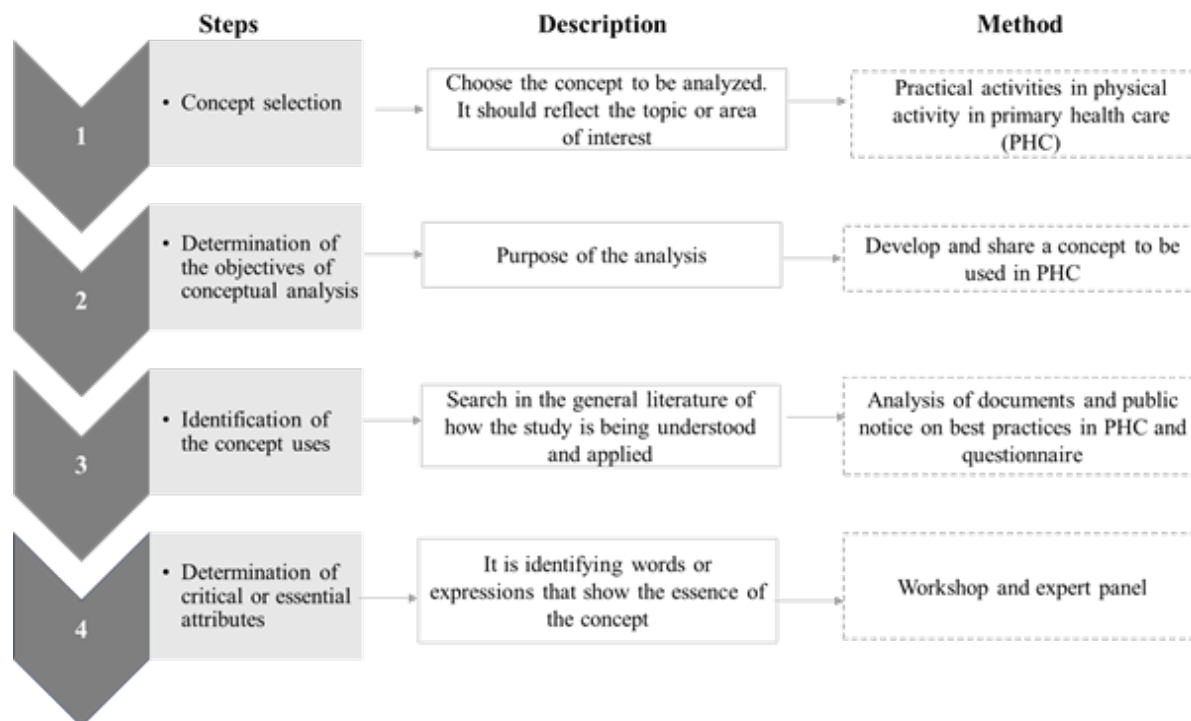 Steps
Description
Method
1
• Concept selection
Choose the concept to be analyzed.
It should reflect the topic or area
of interest
Practical activities in physical
activity in primary health care
(PHC)
2
• Determination of
the objectives of
conceptual analysis
Purpose of the analysis
Develop and share a concept to be
used in PHC
3
• Identification of
the concept uses
Search in the general literature of
how the study is being understood
and applied
Analysis of documents and public
notice on best practices in PHC and
questionnaire
4
• Determination of
critical or essential
attributes
It is identifying words or
expressions that show the essence of
the concept
Workshop and expert panel